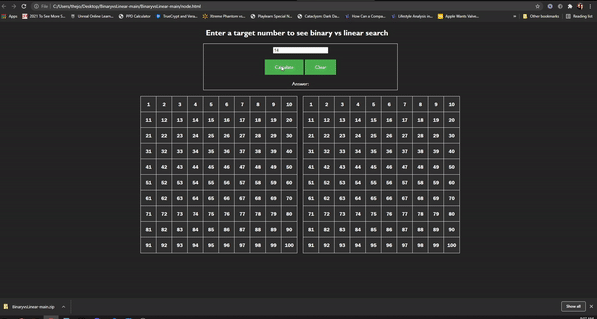 File | C:/Users/thejo/Desktop/BinaryvsLinear-main/BinaryvsLinear-main/node.html
Apps 2021 To See More S... Unreal Online Learn... PPD Calculator TrueCrypt and Vera... Xtreme Phantom vs... Playtien's Special N... Cataclysm: Dark Da... How Can a Compa... Lifestyle Analysis w... Apple Wants Valve... » Other bookmarks Reading list
Enter a target number to see binary vs linear search
14
Calculate Clear
Answer:
1 2 3 4 5 6 7 8 9 10 1 2 3 4 5 6 7 8 9 10
11 12 13 14 15 16 17 18 19 20 11 12 13 14 15 16 17 18 19 20
21 22 23 24 25 26 27 28 29 30 21 22 23 24 25 26 27 28 29 30
31 32 33 34 35 36 37 38 39 40 31 32 33 34 35 36 37 38 39 40
41 42 43 44 45 46 47 48 49 50 41 42 43 44 45 46 47 48 49 50
51 52 53 54 55 56 57 58 59 60 51 52 53 54 55 56 57 58 59 60
61 62 63 64 65 66 67 68 69 70 61 62 63 64 65 66 67 68 69 70
71 72 73 74 75 76 77 78 79 80 71 72 73 74 75 76 77 78 79 80
81 82 83 84 85 86 87 88 89 90 81 82 83 84 85 86 87 88 89 90
91 92 93 94 95 96 97 98 99 100 91 92 93 94 95 96 97 98 99 100
BinaryvsLinear-main.zip Show all